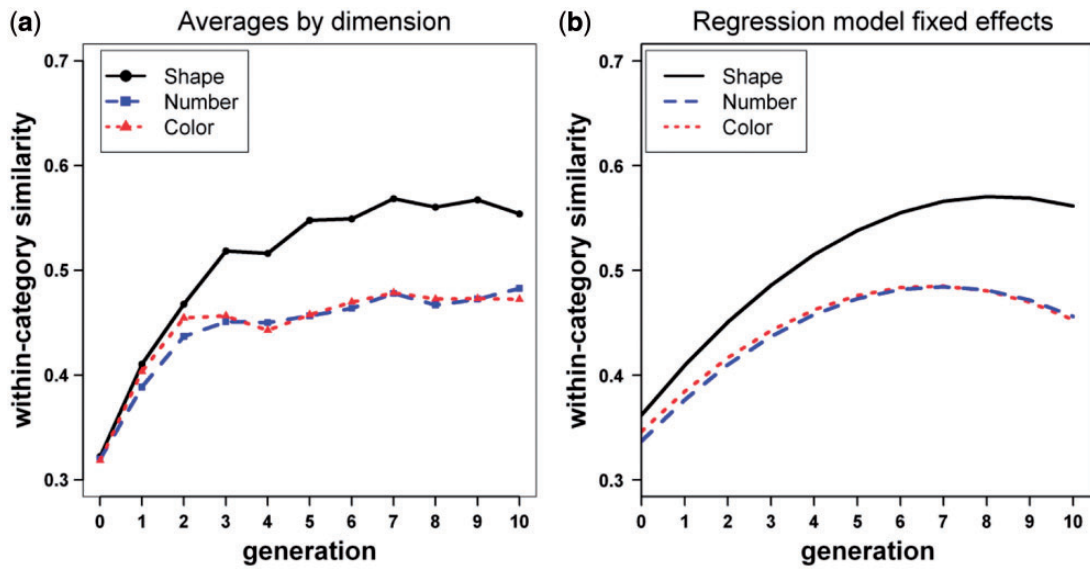 (a) Averages by dimension
0.7
0.6
0.5
0.4
0.3
within-category similarity
Shape
Number
Color
0 1 2 3 4 5 6 7 8 9 10
generation
(b) Regression model fixed effects
0.7
0.6
0.5
0.4
0.3
within-category similarity
Shape
Number
Color
0 1 2 3 4 5 6 7 8 9 10
generation